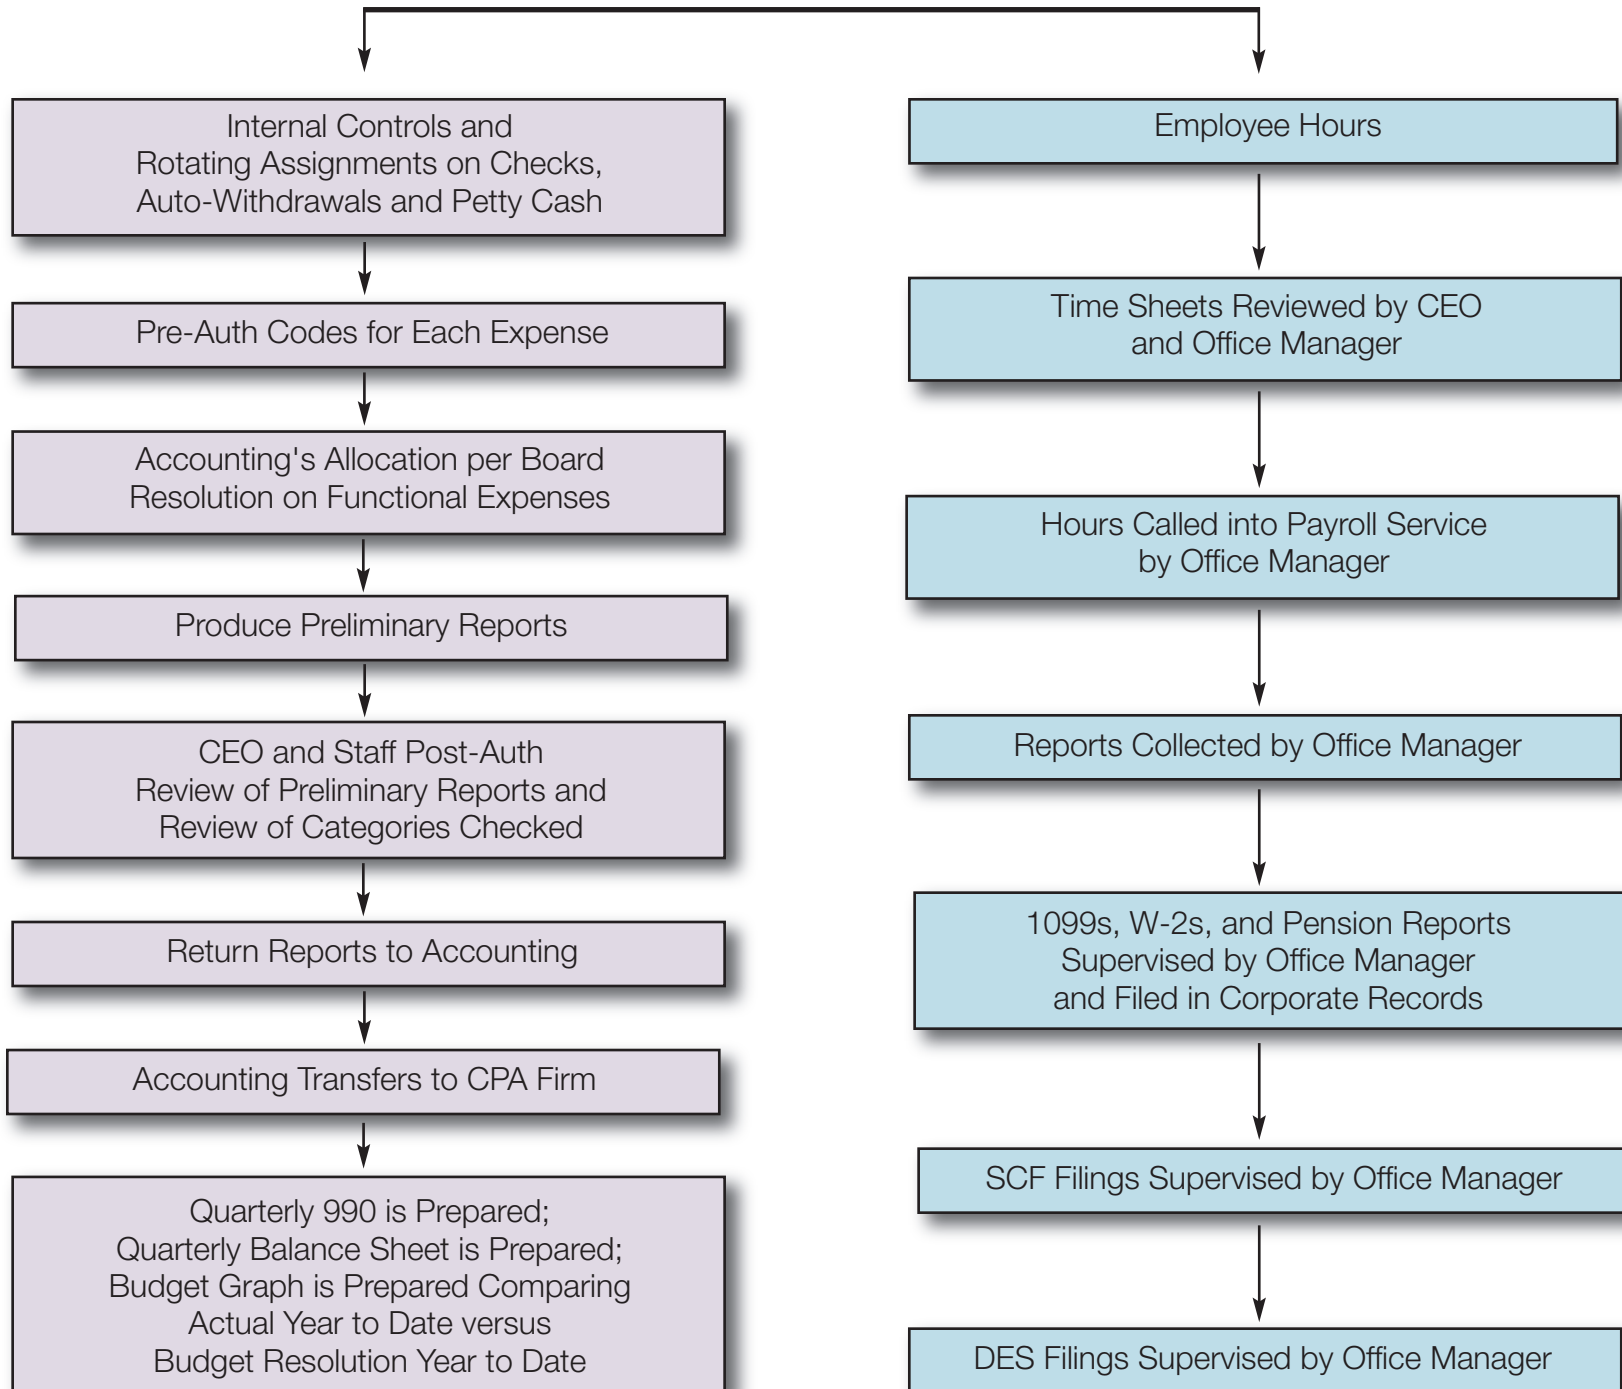 Internal Controls and
Rotating Assignments on Checks,
Auto-Withdrawals and Petty Cash
Pre-Auth Codes for Each Expense
Accounting's Allocation per Board
Resolution on Functional Expenses
Produce Preliminary Reports
CEO and Staff Post-Auth
Review of Preliminary Reports and
Review of Categories Checked
Return Reports to Accounting
Accounting Transfers to CPA Firm
Quarterly 990 is Prepared;
Quarterly Balance Sheet is Prepared;
Budget Graph is Prepared Comparing
Actual Year to Date versus
Budget Resolution Year to Date
Employee Hours
Time Sheets Reviewed by CEO
and Office Manager
Hours Called into Payroll Service
by Office Manager
Reports Collected by Office Manager
1099s, W-2s, and Pension Reports
Supervised by Office Manager
and Filed in Corporate Records
SCF Filings Supervised by Office Manager
DES Filings Supervised by Office Manager